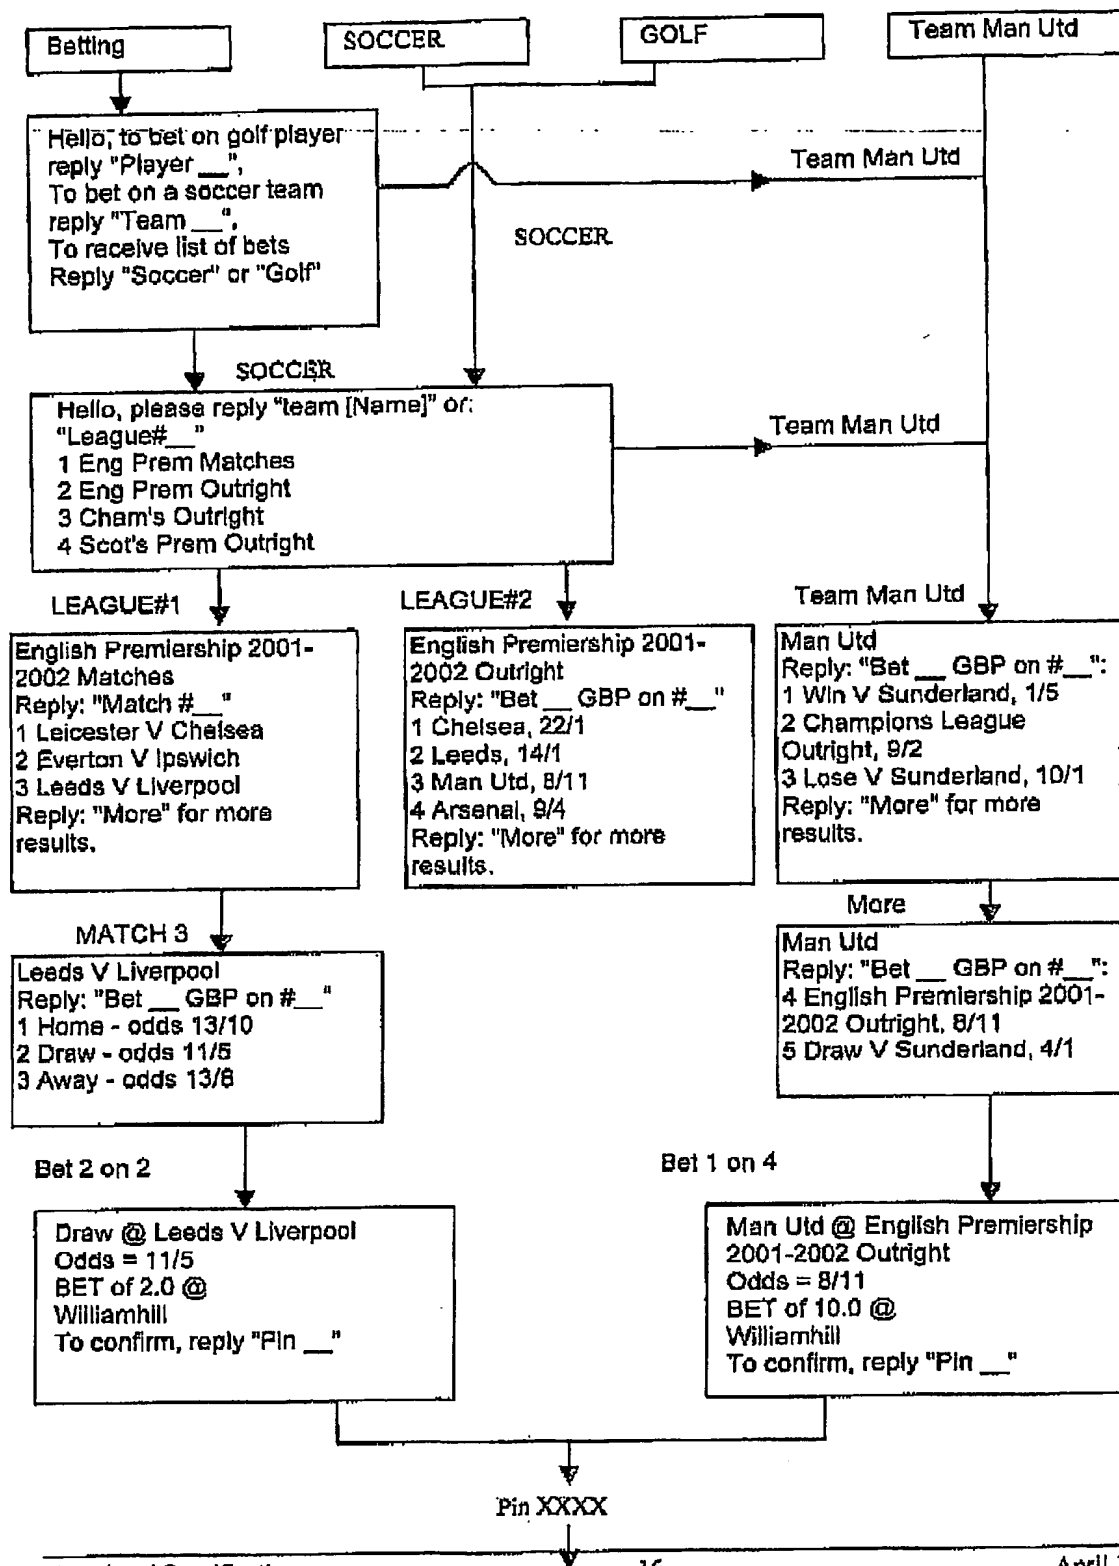 Betting
SOCCER
GOLF
Team Man Utd
Hello, to bet on golf player
reply "Player __",
To bet on a soccer team
reply "Team __",
To receive list of bets
Reply "Soccer" or "Golf"
Team Man Utd
SOCCER
SOCCER
Hello, please reply "team [Name]" or:
"League#__"
1 Eng Prem Matches
2 Eng Prem Outright
3 Cham's Outright
4 Scot's Prem Outright
Team Man Utd
LEAGUE#1
LEAGUE#2
Team Man Utd
English Premiership 2001-
2002 Matches
Reply: "Match #__"
1 Leicester V Chelsea
2 Everton V Ipswich
3 Leeds V Liverpool
Reply: "More" for more
results.
English Premiership 2001-
2002 Outright
Reply: "Bet __ GBP on #__"
1 Chelsea, 22/1
2 Leeds, 14/1
3 Man Utd, 8/11
4 Arsenal, 9/4
Reply: "More" for more
results.
Man Utd
Reply: "Bet __ GBP on #__":
1 Win V Sunderland, 1/5
2 Champions League
Outright, 9/2
3 Lose V Sunderland, 10/1
Reply: "More" for more
results.
MATCH 3
More
Leeds V Liverpool
Reply: "Bet __ GBP on #__"
1 Home - odds 13/10
2 Draw - odds 11/5
3 Away - odds 13/8
Man Utd
Reply: "Bet __ GBP on #__":
4 English Premiership 2001-
2002 Outright, 8/11
5 Draw V Sunderland, 4/1
Bet 2 on 2
Bet 1 on 4
Draw @ Leeds V Liverpool
Odds = 11/5
BET of 2.0 @
Williamhill
To confirm, reply "Pin __"
Man Utd @ English Premiership
2001-2002 Outright
Odds = 8/11
BET of 10.0 @
Williamhill
To confirm, reply "Pin __"
Pin XXXX
16
April